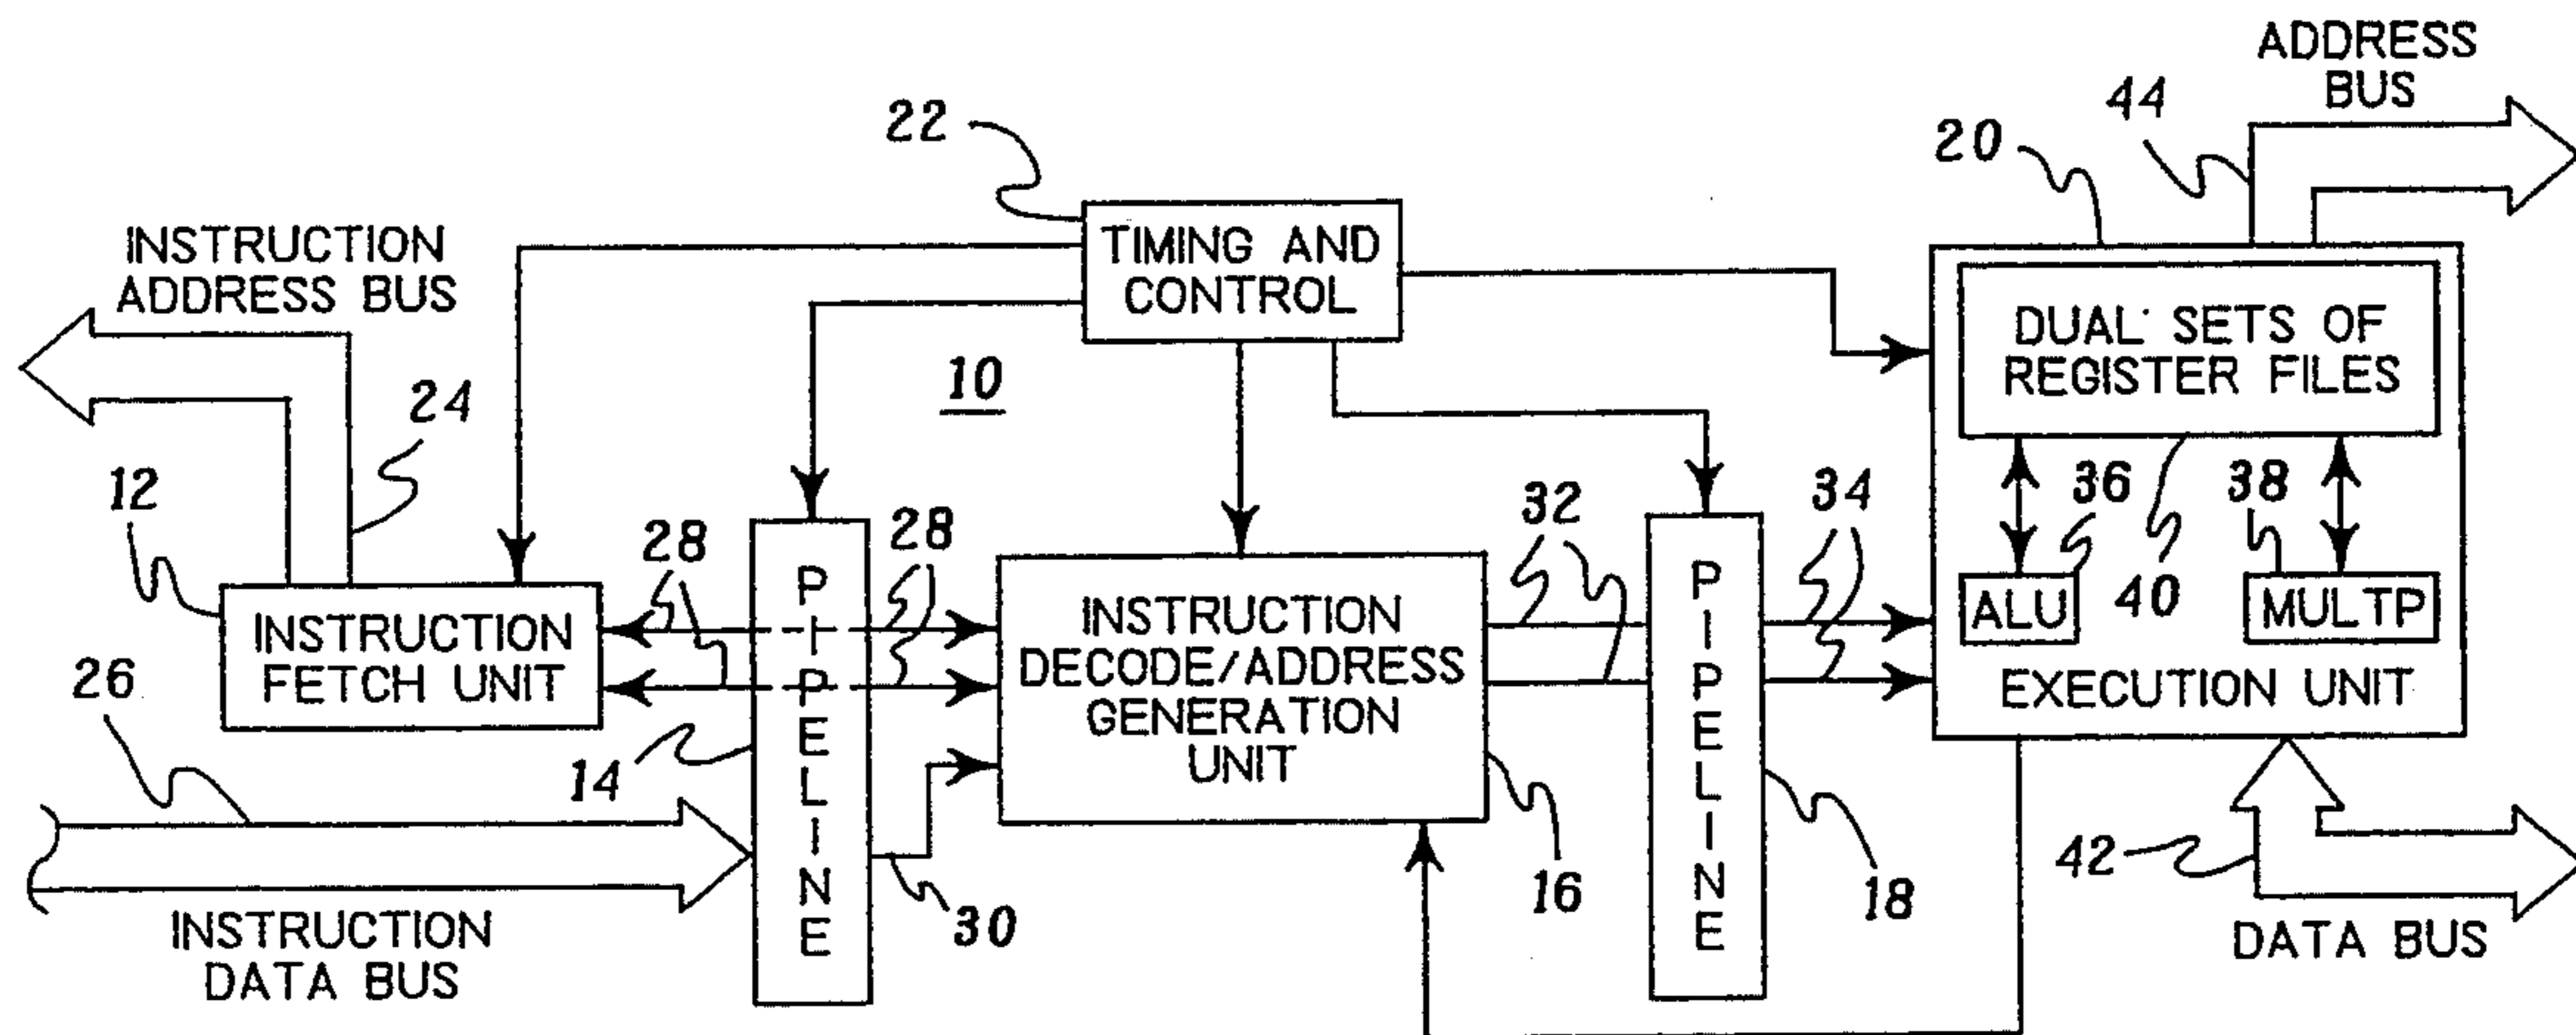 ADDRESS
BUS
44
22
20
INSTRUCTION
ADDRESS BUS
TIMING AND
CONTROL
DUAL SETS OF
REGISTER FILES
10
24
12
28
28
32
34
36
38
40
ALU
MULTP
EXECUTION UNIT
INSTRUCTION
FETCH UNIT
PIPELINE
INSTRUCTION
DECODE/ADDRESS
GENERATION
UNIT
PIPELINE
26
14
30
16
18
42
INSTRUCTION
DATA BUS
DATA BUS